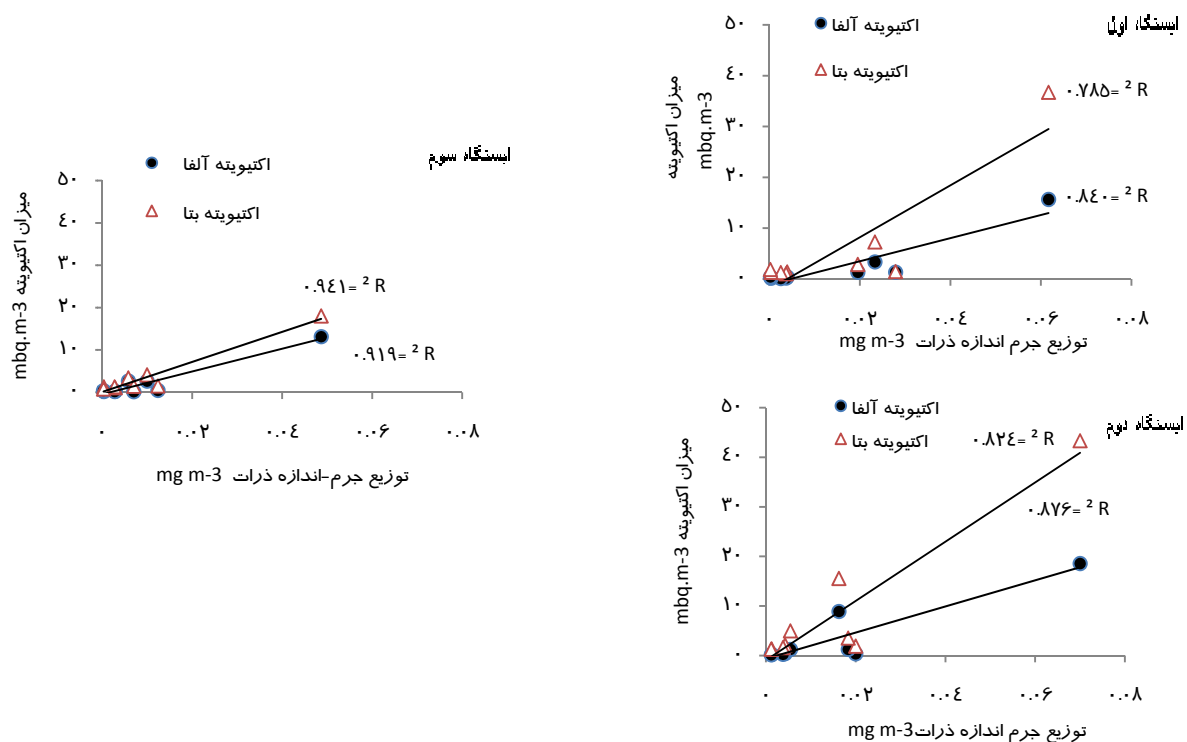 ایستگاه اول
اکتیویته آلفا
اکتیویته بتا
میزان اکتیویته
mbq.m-3
۵۰
۴۰
۳۰
۲۰
۱۰
۰
۰.۷۸۵= ² R
۰.۸۴۰= ² R
۰ ۰.۰۲ ۰.۰۴ ۰.۰۶ ۰.۰۸
توزیع جرم اندازه ذرات mg m-3
ایستگاه دوم
اکتیویته آلفا
اکتیویته بتا
میزان اکتیویته mbq.m-3
۵۰
۴۰
۳۰
۲۰
۱۰
۰
۰.۸۲٤= ² R
۰.۸۷۶= ² R
۰ ۰.۰۲ ۰.۰۴ ۰.۰۶ ۰.۰۸
توزیع جرم اندازه ذرات mg m-3
ایستگاه سوم
اکتیویته آلفا
اکتیویته بتا
میزان اکتیویته mbq.m-3
۵۰
۴۰
۳۰
۲۰
۱۰
۰
۰.۹۴۱= ² R
۰.۹۱۹= ² R
۰ ۰.۰۲ ۰.۰۴ ۰.۰۶ ۰.۰۸
توزیع جرم-اندازه ذرات mg m-3